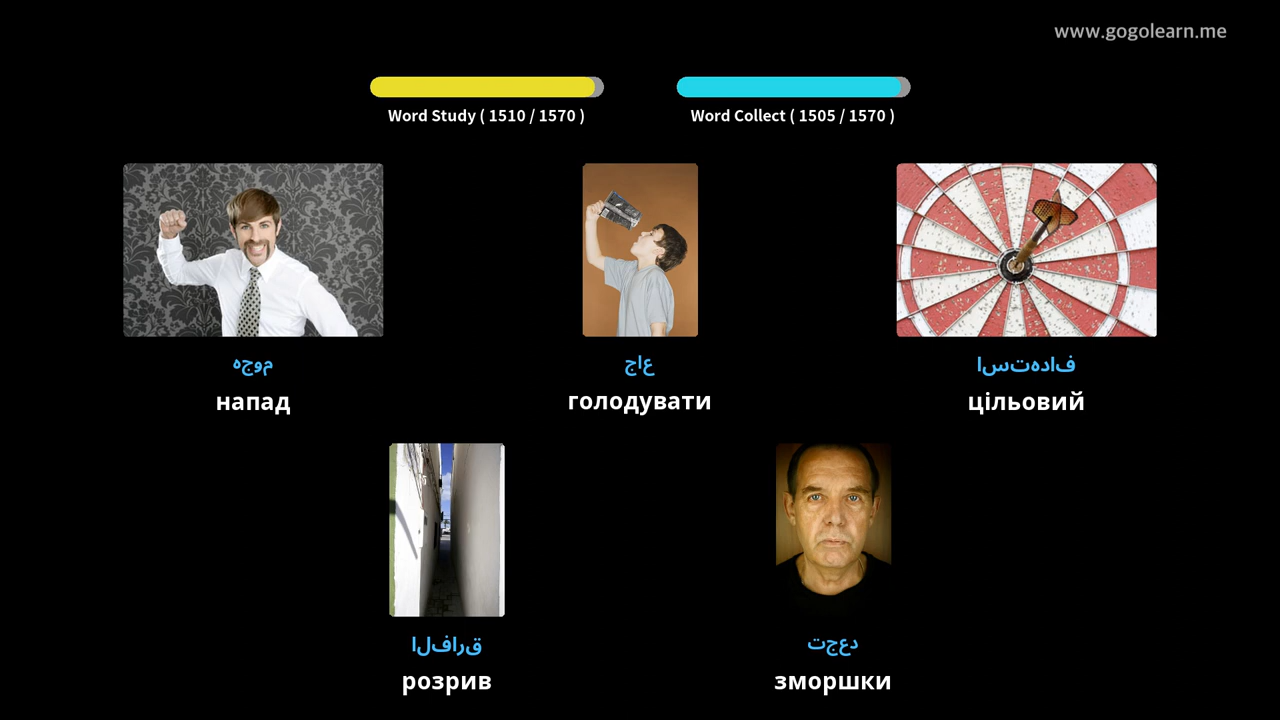 www.gogolearn.me
Word Study ( 1510 / 1570 )
Word Collect ( 1505 / 1570 )
هجوم
напад
جاع
голодувати
استهداف
цільовий
الفارق
розрив
تجعد
зморшки